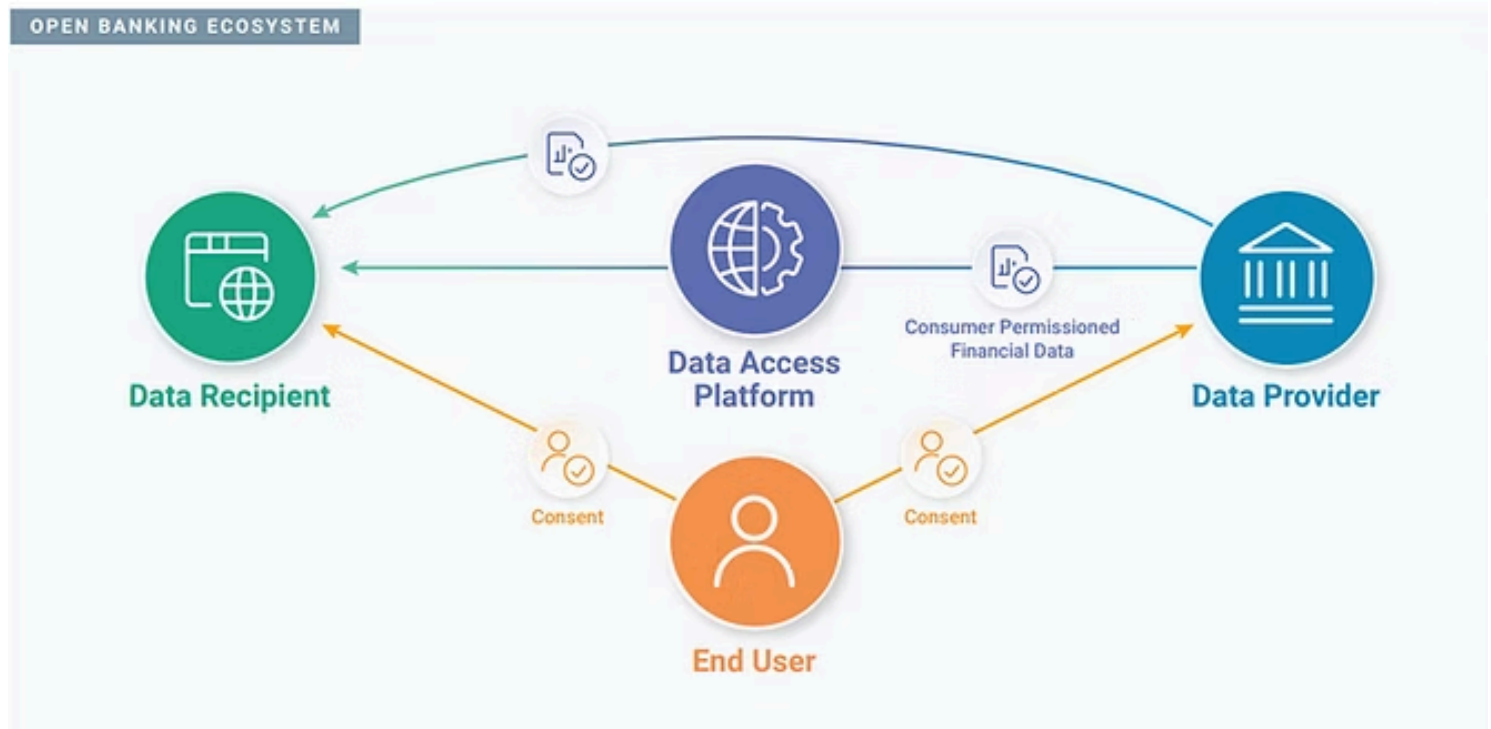 OPEN BANKING ECOSYSTEM
Consumer Permissioned
Financial Data
Data Access
Platform
Data Recipient
Data Provider
Consent
Consent
End User